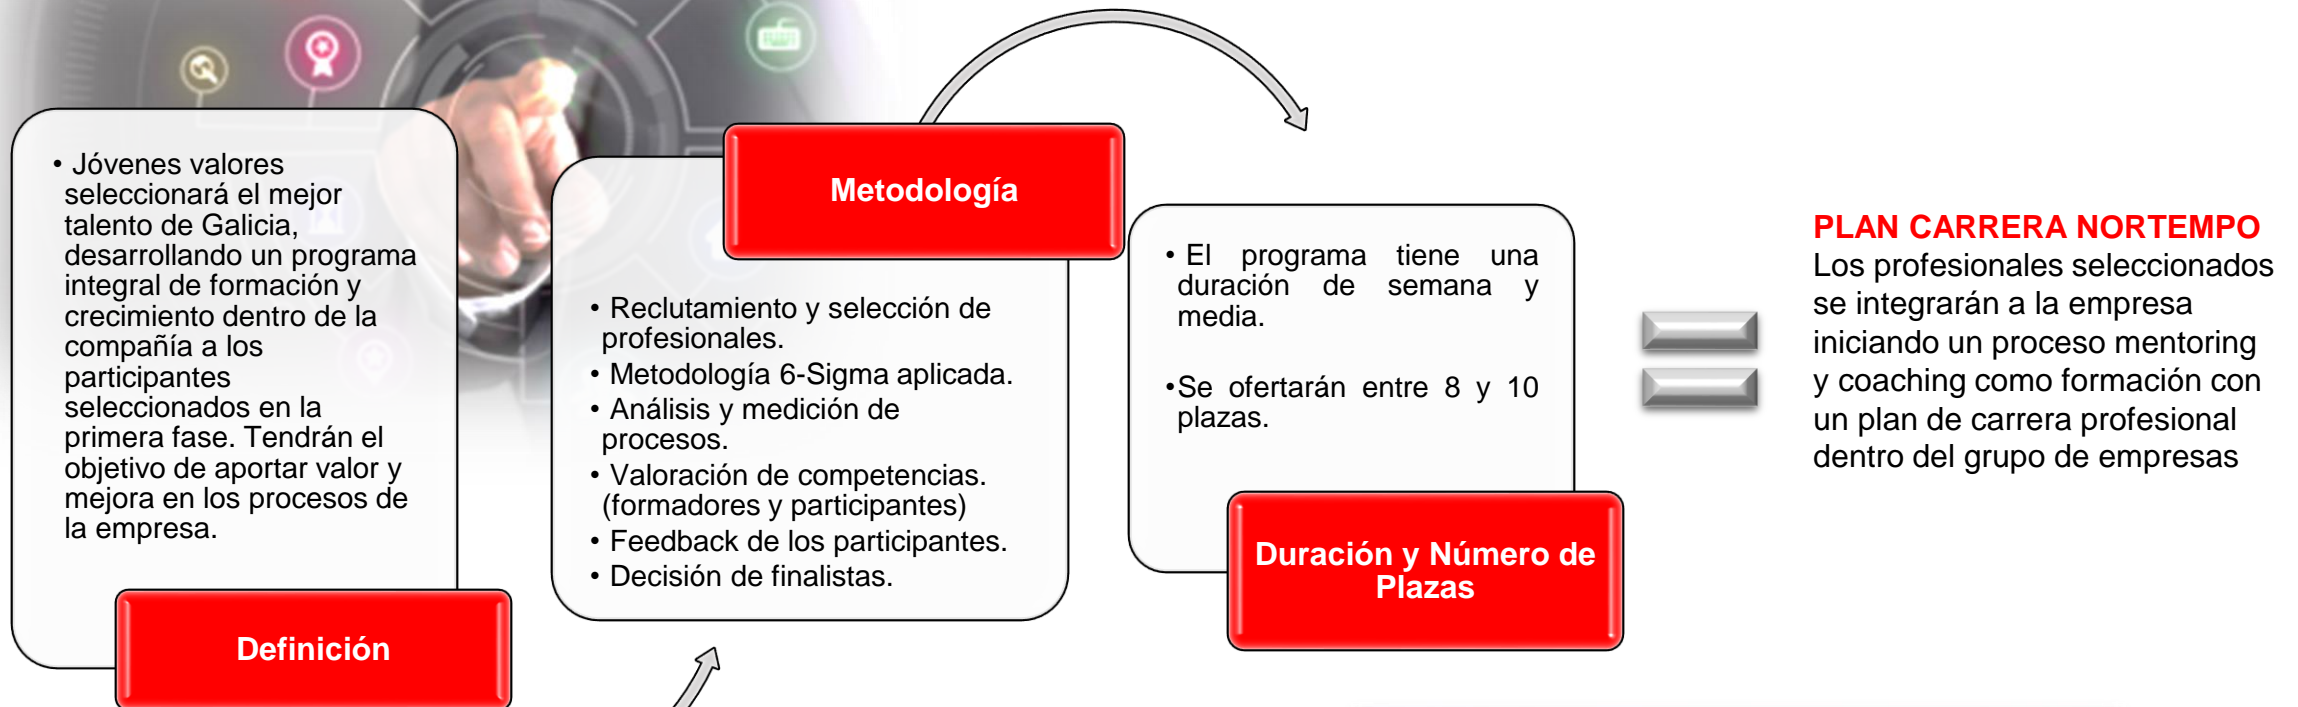 • Jóvenes valores
seleccionará el mejor
talento de Galicia,
desarrollando un programa
integral de formación y
crecimiento dentro de la
compañía a los
participantes
seleccionados en la
primera fase. Tendrán el
objetivo de aportar valor y
mejora en los procesos de
la empresa.
Definición
Metodología
• Reclutamiento y selección de
profesionales.
• Metodología 6-Sigma aplicada.
• Análisis y medición de
procesos.
• Valoración de competencias.
(formadores y participantes)
• Feedback de los participantes.
• Decisión de finalistas.
• El programa tiene una
duración de semana y
media.
•Se ofertarán entre 8 y 10
plazas.
Duración y Número de
Plazas
PLAN CARRERA NORTEMPO
Los profesionales seleccionados
se integrarán a la empresa
iniciando un proceso mentoring
y coaching como formación con
un plan de carrera profesional
dentro del grupo de empresas